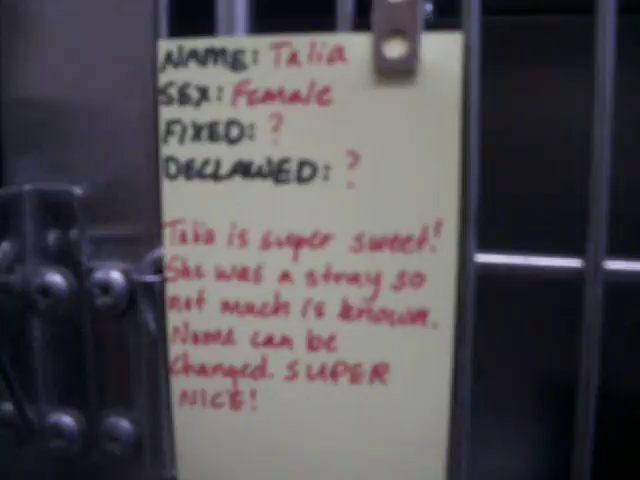 NAME: Talia
SEX: Female
FIXED: ?
DECLAWED: ?
Talia is super sweet!
She was a stray so
not much is known.
Name can be
changed. SUPER
NICE!